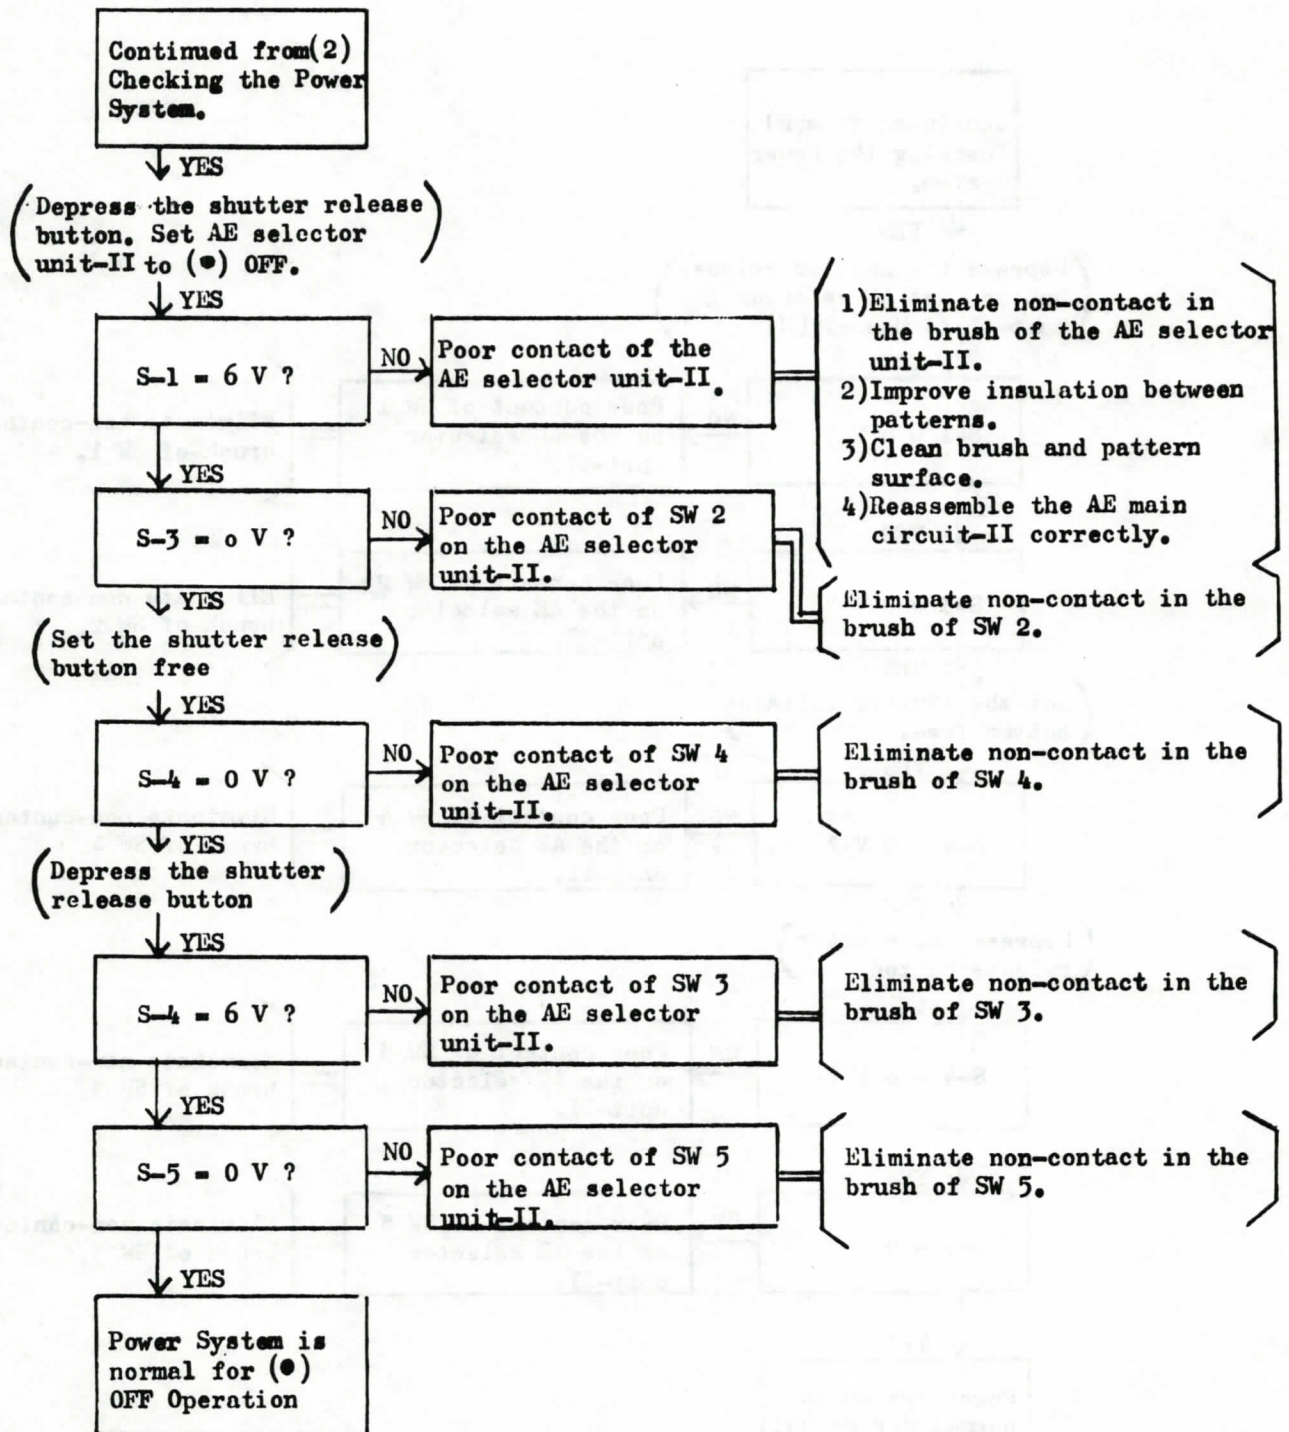 Continued from(2)
Checking the Power
System.
YES
Depress the shutter release
button. Set AE selector
unit-II to (●) OFF.
YES
S-1 = 6 V ?
NO
Poor contact of the
AE selector unit-II.
1)Eliminate non-contact in
the brush of the AE selector
unit-II.
2)Improve insulation between
patterns.
3)Clean brush and pattern
surface.
4)Reassemble the AE main
circuit-II correctly.
YES
S-3 = o V ?
NO
Poor contact of SW 2
on the AE selector
unit-II.
Eliminate non-contact in the
brush of SW 2.
YES
(Set the shutter release)
button free
YES
S-4 = 0 V ?
NO
Poor contact of SW 4
on the AE selector
unit-II.
Eliminate non-contact in the
brush of SW 4.
YES
Depress the shutter
release button
YES
S-4 = 6 V ?
NO
Poor contact of SW 3
on the AE selector
unit-II.
Eliminate non-contact in the
brush of SW 3.
YES
S-5 = 0 V ?
NO
Poor contact of SW 5
on the AE selector
unit-II.
Eliminate non-contact in the
brush of SW 5.
YES
Power System is
normal for (●)
OFF Operation